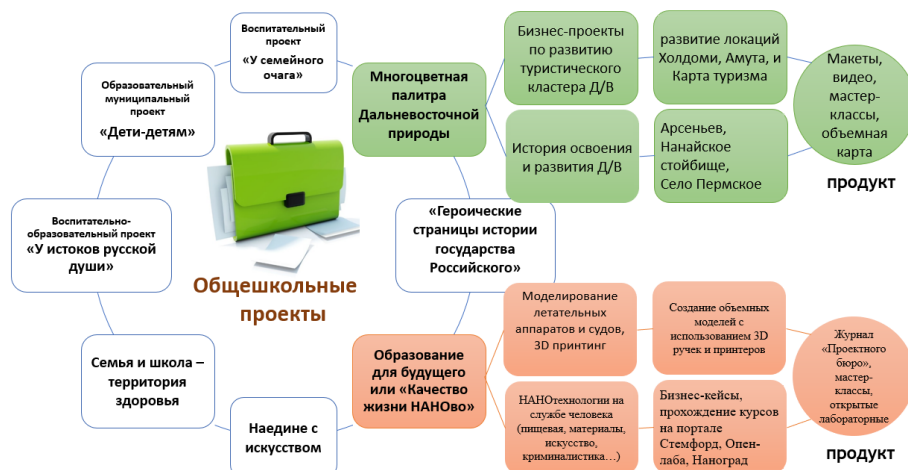 Воспитательный
проект
«У семейного
очага»
Образовательный
муниципальный
проект
«Дети-детям»
Воспитательно-
образовательный проект
«У истоков русской
души»
Семья и школа –
территория
здоровья
Наедине с
искусством
Общешкольные
проекты
Многоцветная
палитра
Дальневосточной
природы
Бизнес-проекты
по развитию
туристического
кластера Д/В
развитие локаций
Холдоми, Амута, и
Карта туризма
История освоения
и развития Д/В
Арсеньев,
Нанайское
стойбище,
Село Пермское
Макеты,
видео,
мастер-
классы,
объемная
карта
продукт
«Героические
страницы истории
государства
Российского»
Образование
для будущего
или «Качество
жизни НАНОво»
Моделирование
летательных
аппаратов и судов,
3D принтинг
Создание объемных
моделей с
использованием 3D
ручек и принтеров
НАНОтехнологии на
службе человека
(пищевая, материалы,
искусство,
криминалистика…)
Бизнес-кейсы,
прохождение курсов
на портале
Стемфорд, Опен-
лаба, Наноград
Журнал
«Проектного
бюро»,
мастер-
классы,
открытые
лабораторные
продукт